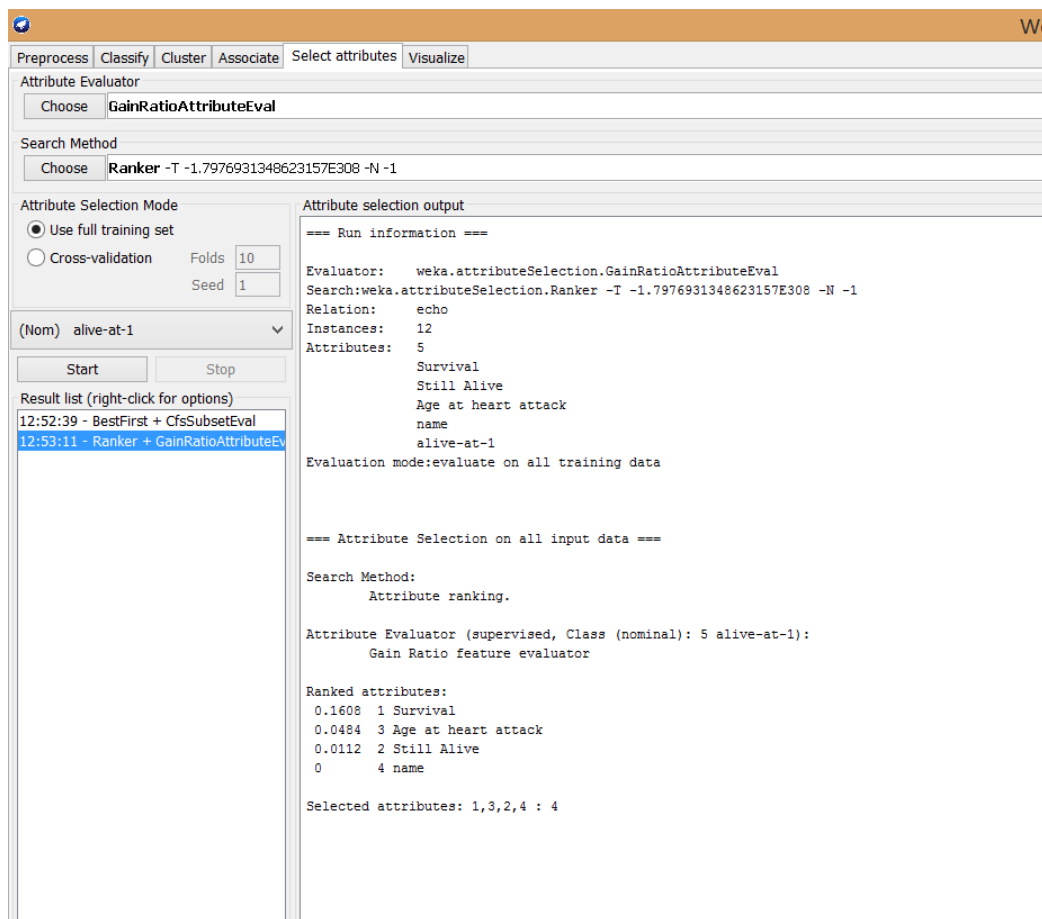 We
Preprocess Classify Cluster Associate Select attributes Visualize
Attribute Evaluator
Choose GainRatioAttributeEval
Search Method
Choose Ranker -T -1.7976931348623157E308 -N -1
Attribute Selection Mode
Use full training set
Cross-validation Folds 10
Seed 1
(Nom) alive-at-1
Start Stop
Result list (right-click for options)
12:52:39 - BestFirst + CfsSubsetEval
12:53:11 - Ranker + GainRatioAttributeEv
Attribute selection output
=== Run information ===
Evaluator: weka.attributeSelection.GainRatioAttributeEval
Search:weka.attributeSelection.Ranker -T -1.7976931348623157E308 -N -1
Relation: echo
Instances: 12
Attributes: 5
Survival
Still Alive
Age at heart attack
name
alive-at-1
Evaluation mode:evaluate on all training data
=== Attribute Selection on all input data ===
Search Method:
Attribute ranking.
Attribute Evaluator (supervised, Class (nominal): 5 alive-at-1):
Gain Ratio feature evaluator
Ranked attributes:
0.1608 1 Survival
0.0484 3 Age at heart attack
0.0112 2 Still Alive
0 4 name
Selected attributes: 1,3,2,4 : 4